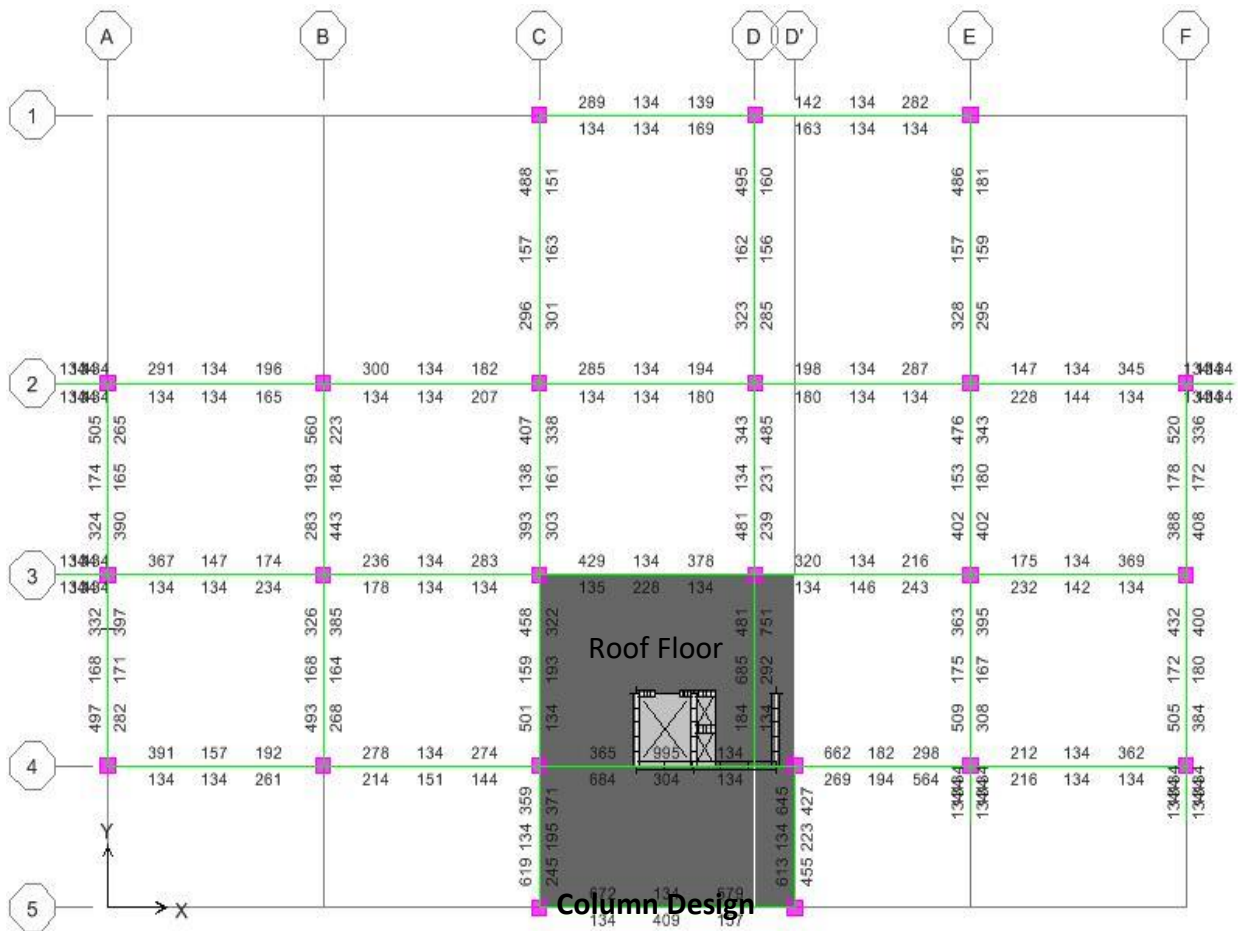 A B C D D' E F
1
289 134 139 142 134 282
134 134 169 163 134 134
488 151 495 160 486 181
157 163 162 156 157 159
296 301 323 285 328 295
2
291 134 196 300 134 182 285 134 194 198 134 287 147 134 345
134 134 165 134 134 207 134 134 180 180 134 134 228 144 134
505 265 560 223 407 338 343 485 476 343 520 336
174 165 193 184 138 161 134 231 153 180 178 172
324 390 283 443 393 303 481 239 402 402 388 408
3
367 147 174 236 134 283 429 134 378 320 134 216 175 134 369
134 134 234 178 134 134 135 228 134 134 146 243 232 142 134
332 397 326 385 458 322 481 751 363 395 432 400
Roof Floor
168 171 168 164 159 193 685 292 175 167 172 180
497 282 493 268 501 134 184 134 509 308 505 384
4
391 157 192 278 134 274 365 995 134 662 182 298 212 134 362
134 134 261 214 151 144 684 304 134 269 194 564 216 134 134
359 371 645 427
134 195 134 223
619 245 613 455
Y
X
5
672 134 679
Column Design
134 409 157